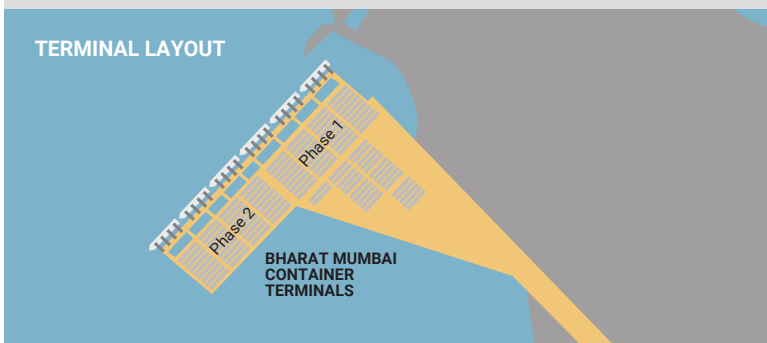 TERMINAL LAYOUT
Phase 1
Phase 2
BHARAT MUMBAI
CONTAINER
TERMINALS